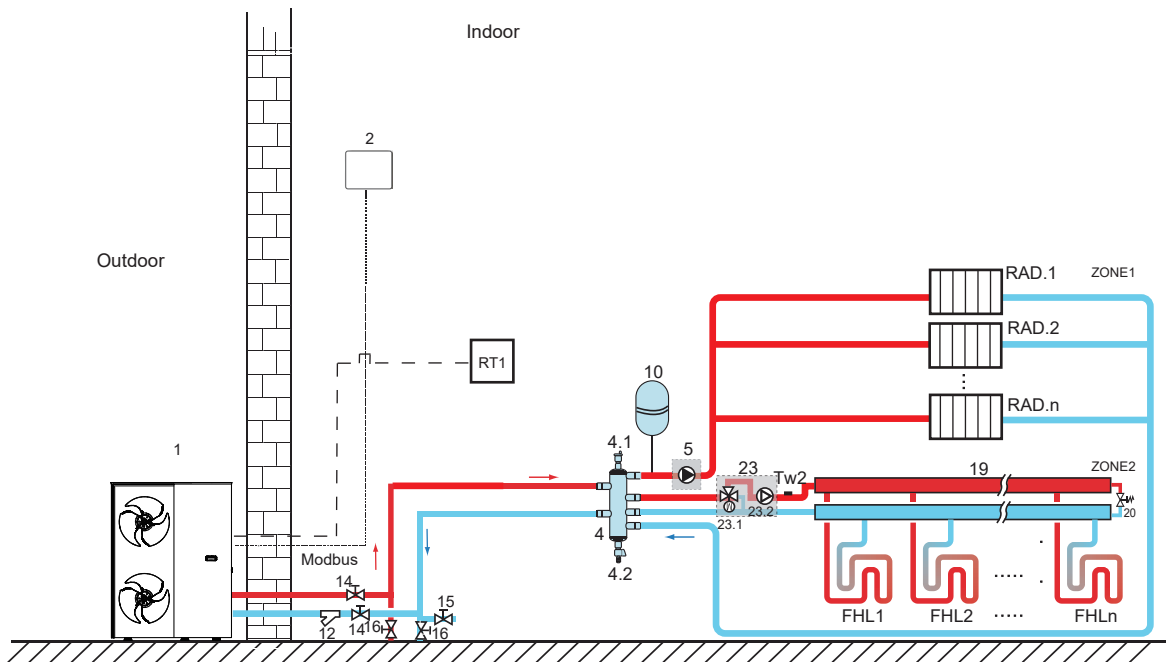 Indoor
2
Outdoor
RAD.1
ZONE1
RAD.2
RT1
10
RAD.n
1
4.1
5
23
Tw2
19
ZONE2
23.1
23.2
20
4
Modbus
4.2
14
15
12
14
16
16
FHL1
FHL2
FHLn